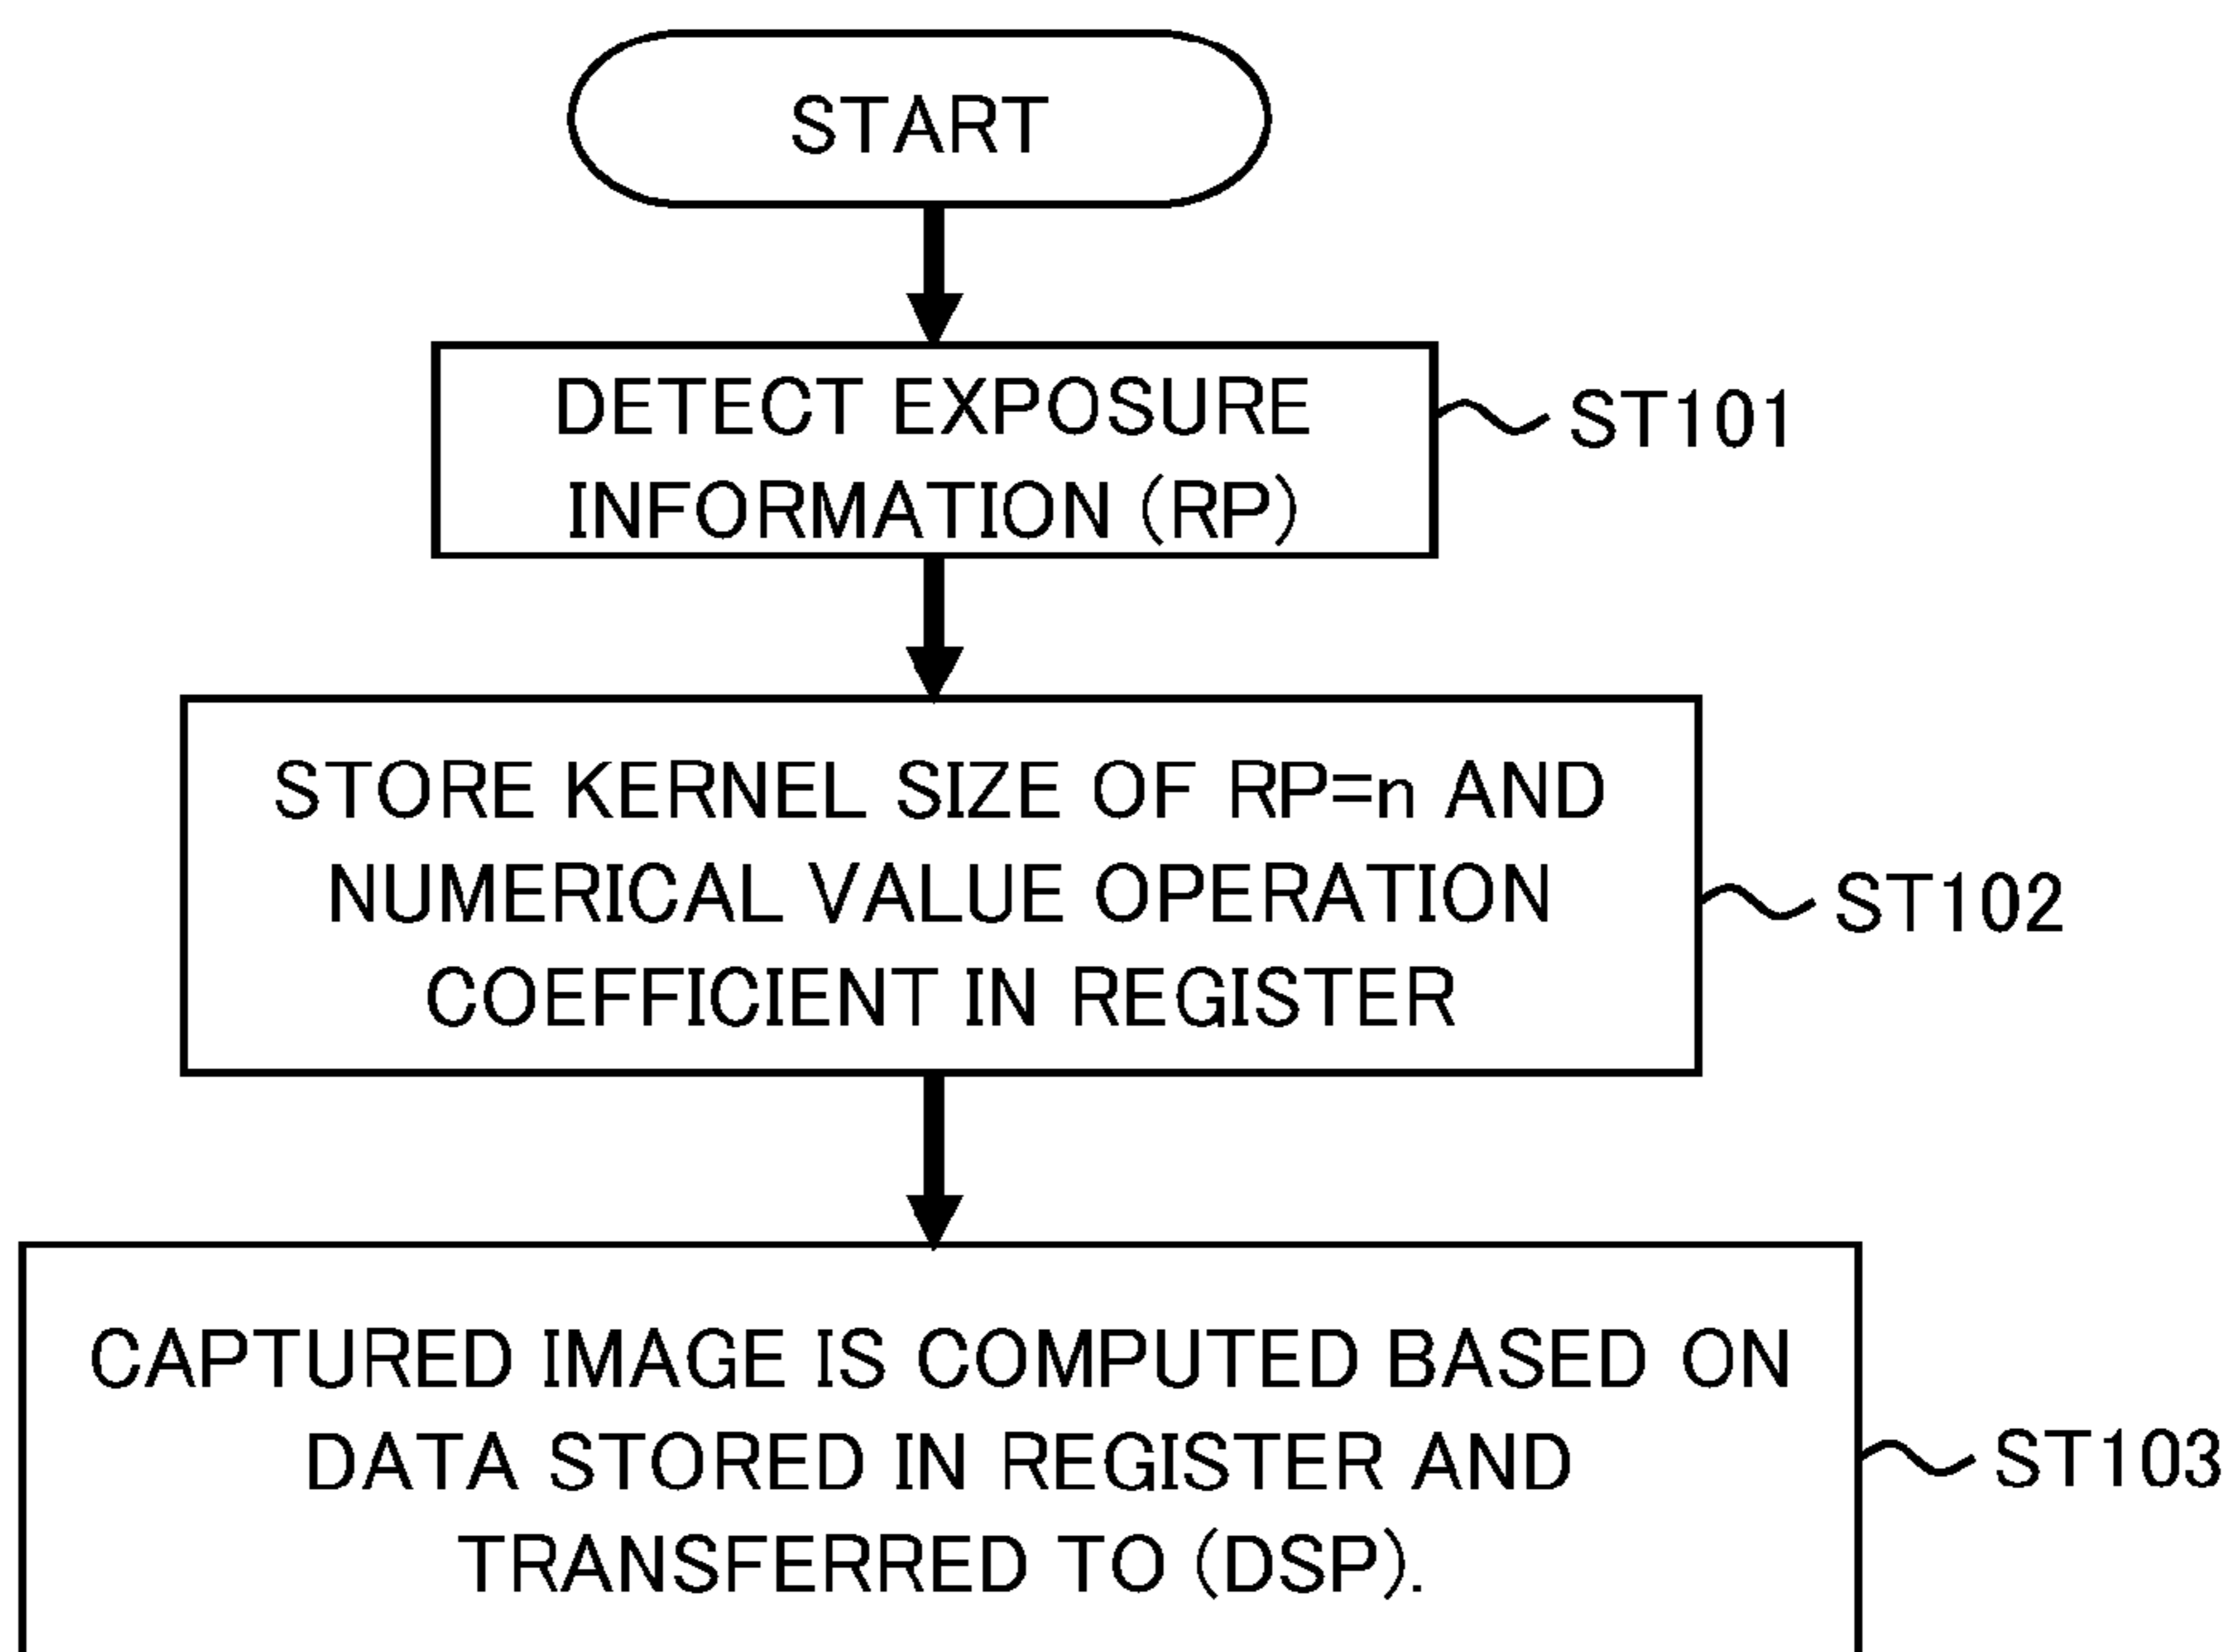 START
DETECT EXPOSURE
INFORMATION (RP)
ST101
STORE KERNEL SIZE OF RP=n AND
NUMERICAL VALUE OPERATION
COEFFICIENT IN REGISTER
ST102
CAPTURED IMAGE IS COMPUTED BASED ON
DATA STORED IN REGISTER AND
TRANSFERRED TO (DSP).
ST103